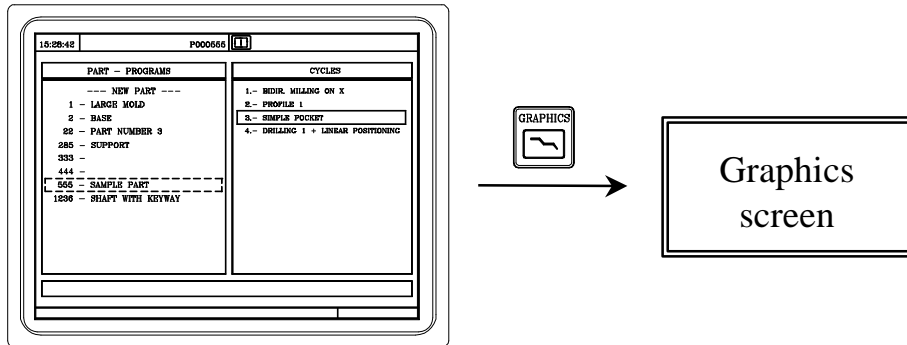 15:28:42 P000555
PART - PROGRAMS
--- NEW PART ---
1 - LARGE MOLD
2 - BASE
22 - PART NUMBER 3
285 - SUPPORT
333 -
444 -
555 - SAMPLE PART
1236 - SHAFT WITH KEYWAY
CYCLES
1.- BIDIR. MILLING ON X
2.- PROFILE 1
3.- SIMPLE POCKET
4.- DRILLING 1 + LINEAR POSITIONING
GRAPHICS
Graphics
screen